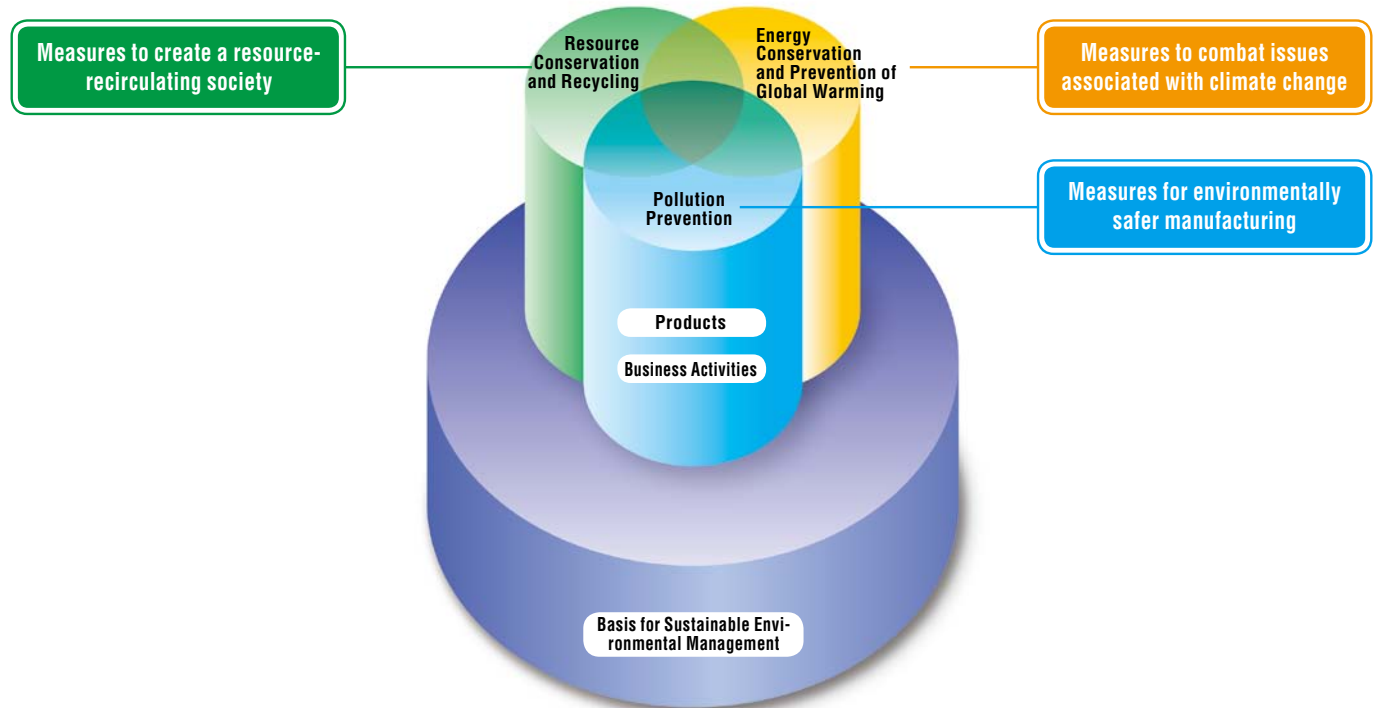 Measures to create a resource-
recirculating society
Resource
Conservation
and Recycling
Energy
Conservation
and Prevention of
Global Warming
Measures to combat issues
associated with climate change
Pollution
Prevention
Measures for environmentally
safer manufacturing
Products
Business Activities
Basis for Sustainable Envi-
ronmental Management